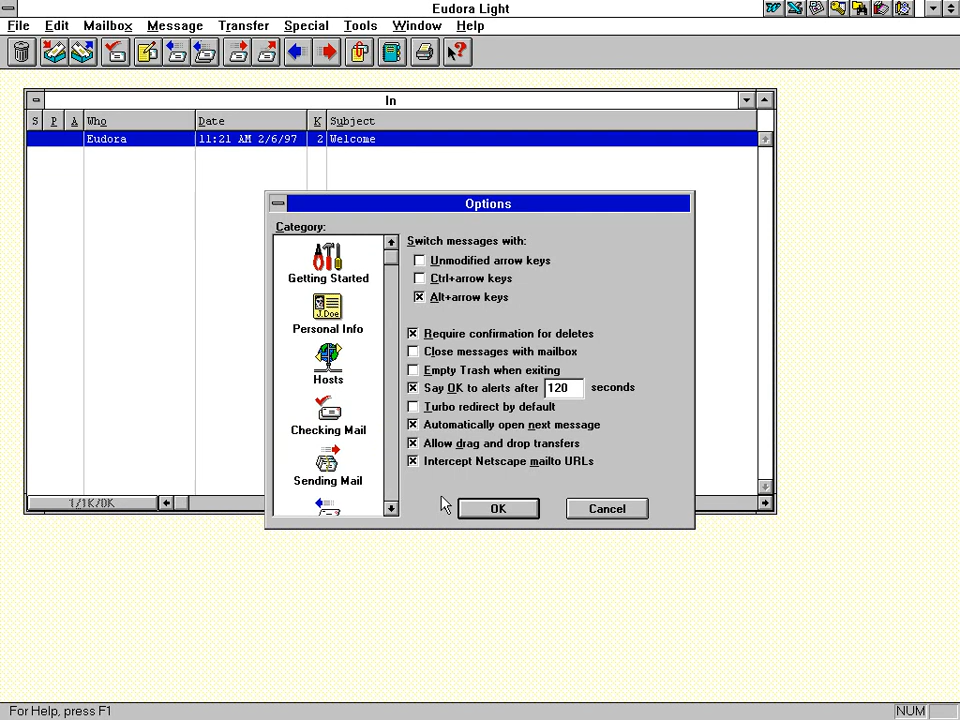 Eudora Light
File Edit Mailbox Message Transfer Special Tools Window Help
In
S P A Who Date K Subject
Eudora 11:21 AM 2/6/97 2 Welcome
1/1K/0K
Options
Category:
Getting Started
J.Doe
Personal Info
Hosts
Checking Mail
Sending Mail
Switch messages with:
Unmodified arrow keys
Ctrl+arrow keys
Alt+arrow keys
Require confirmation for deletes
Close messages with mailbox
Empty Trash when exiting
Say OK to alerts after 120 seconds
Turbo redirect by default
Automatically open next message
Allow drag and drop transfers
Intercept Netscape mailto URLs
OK Cancel
For Help, press F1 NUM